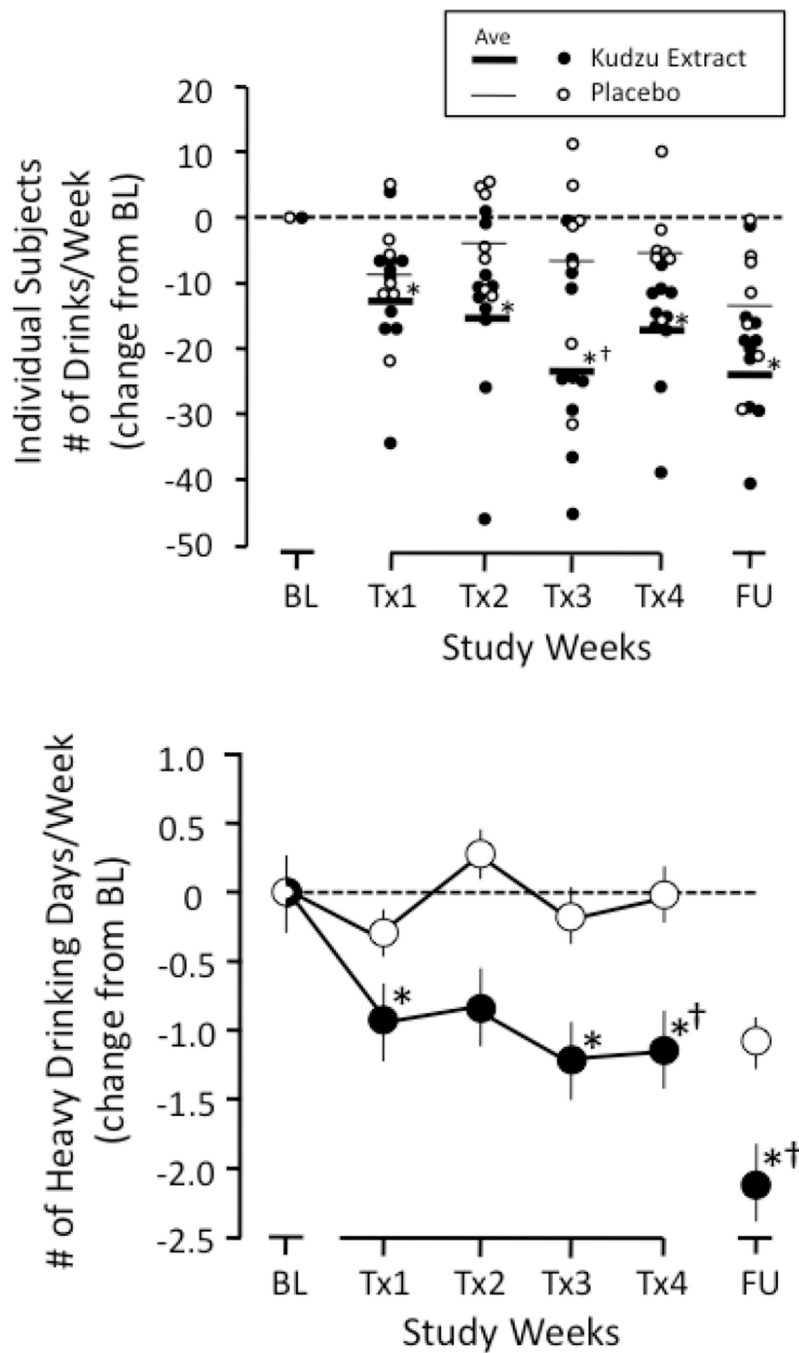 Ave
Kudzu Extract
Placebo
Individual Subjects
# of Drinks/Week
(change from BL)
20
10
0
-10
-20
-30
-40
-50
*
*
*†
*
*
BL Tx1 Tx2 Tx3 Tx4 FU
Study Weeks
# of Heavy Drinking Days/Week
(change from BL)
1.0
0.5
0
-0.5
-1.0
-1.5
-2.0
-2.5
*
*
*†
*†
BL Tx1 Tx2 Tx3 Tx4 FU
Study Weeks